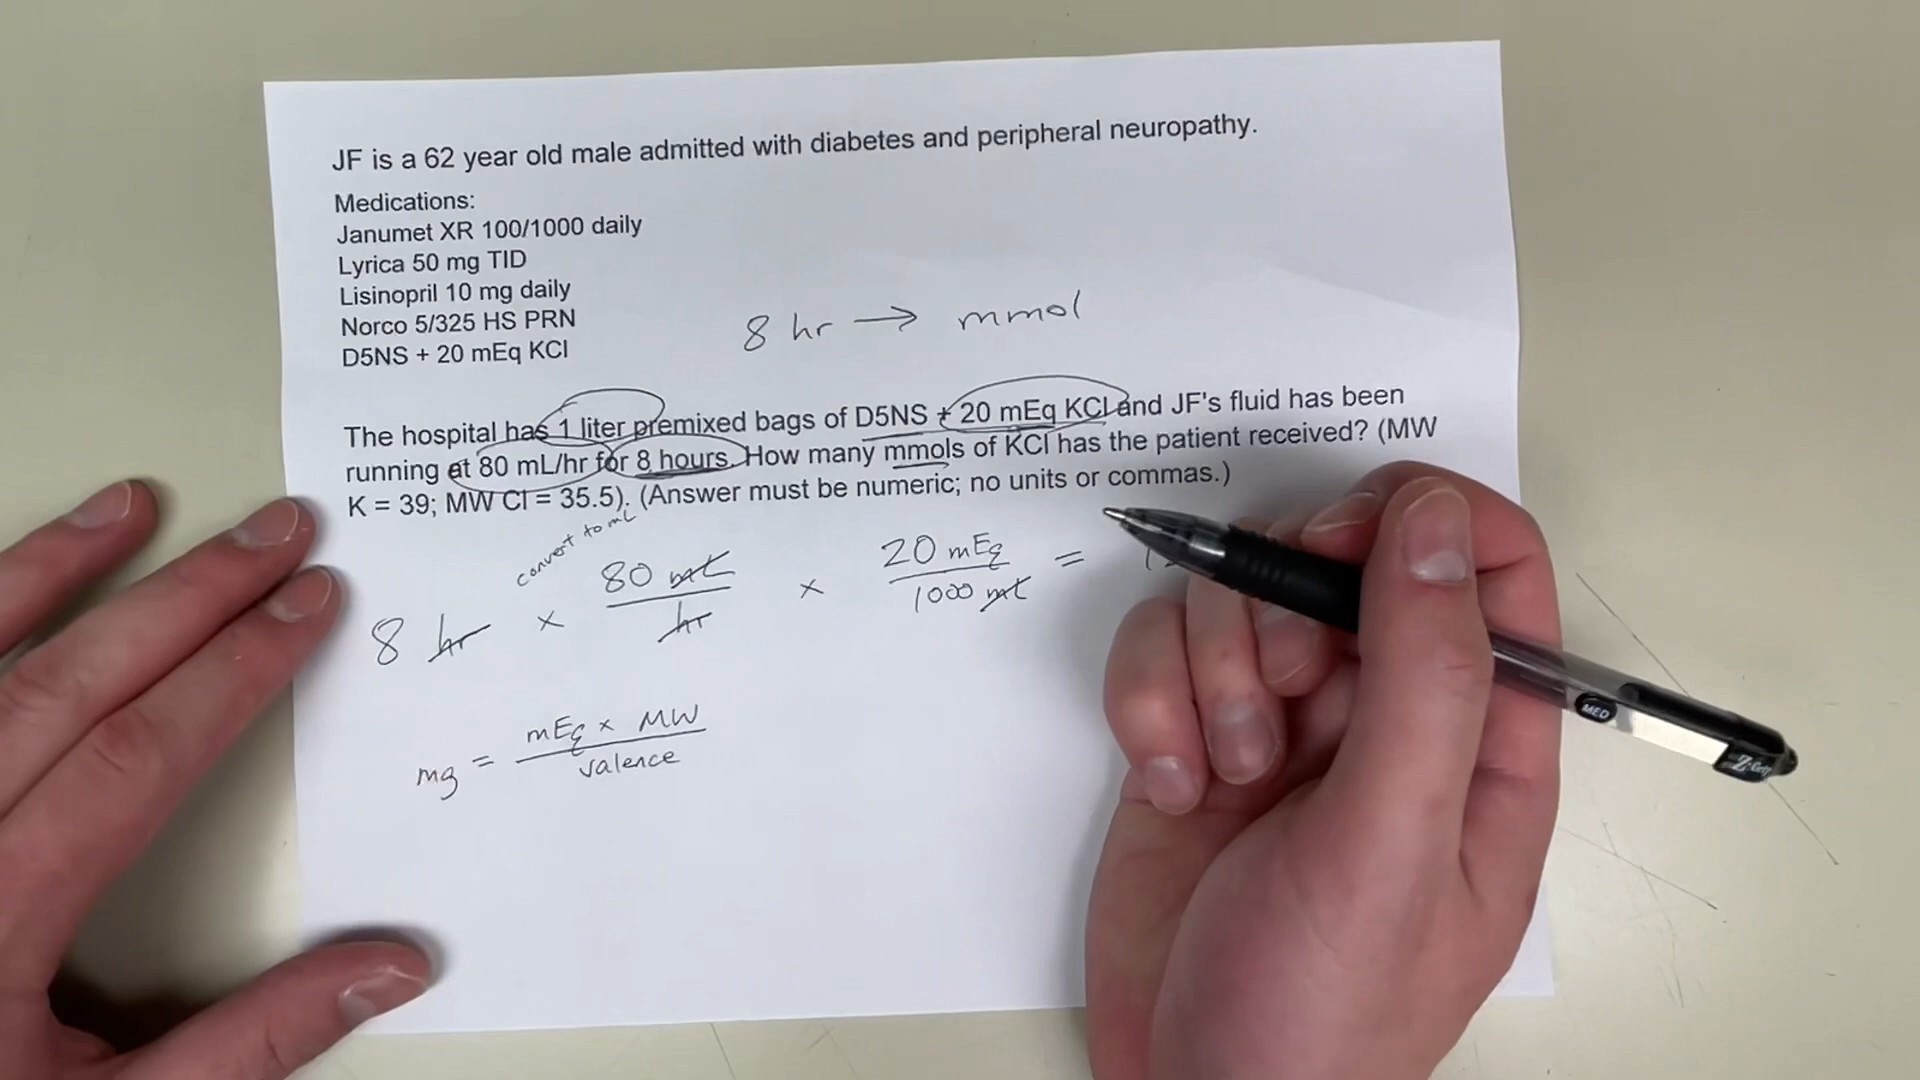 JF is a 62 year old male admitted with diabetes and peripheral neuropathy.
Medications:
Janumet XR 100/1000 daily
Lyrica 50 mg TID
Lisinopril 10 mg daily
Norco 5/325 HS PRN
D5NS + 20 mEq KCl
8 hr → mmol
The hospital has 1 liter premixed bags of D5NS + 20 mEq KCl and JF's fluid has been
running at 80 mL/hr for 8 hours. How many mmols of KCl has the patient received? (MW
K = 39; MW Cl = 35.5). (Answer must be numeric; no units or commas.)
convert to mL
8 hr × 80 mL/hr × 20 mEq/1000 mL =
mg = mEq × MW/valence
MED
Z-Grip